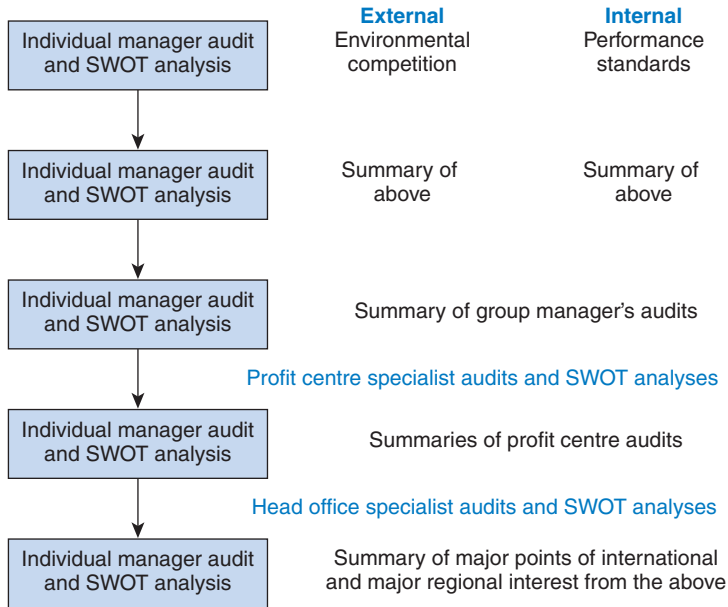 External
Internal
Individual manager audit
and SWOT analysis
Environmental
competition
Performance
standards
Individual manager audit
and SWOT analysis
Summary of
above
Summary of
above
Individual manager audit
and SWOT analysis
Summary of group manager's audits
Profit centre specialist audits and SWOT analyses
Individual manager audit
and SWOT analysis
Summaries of profit centre audits
Head office specialist audits and SWOT analyses
Individual manager audit
and SWOT analysis
Summary of major points of international
and major regional interest from the above